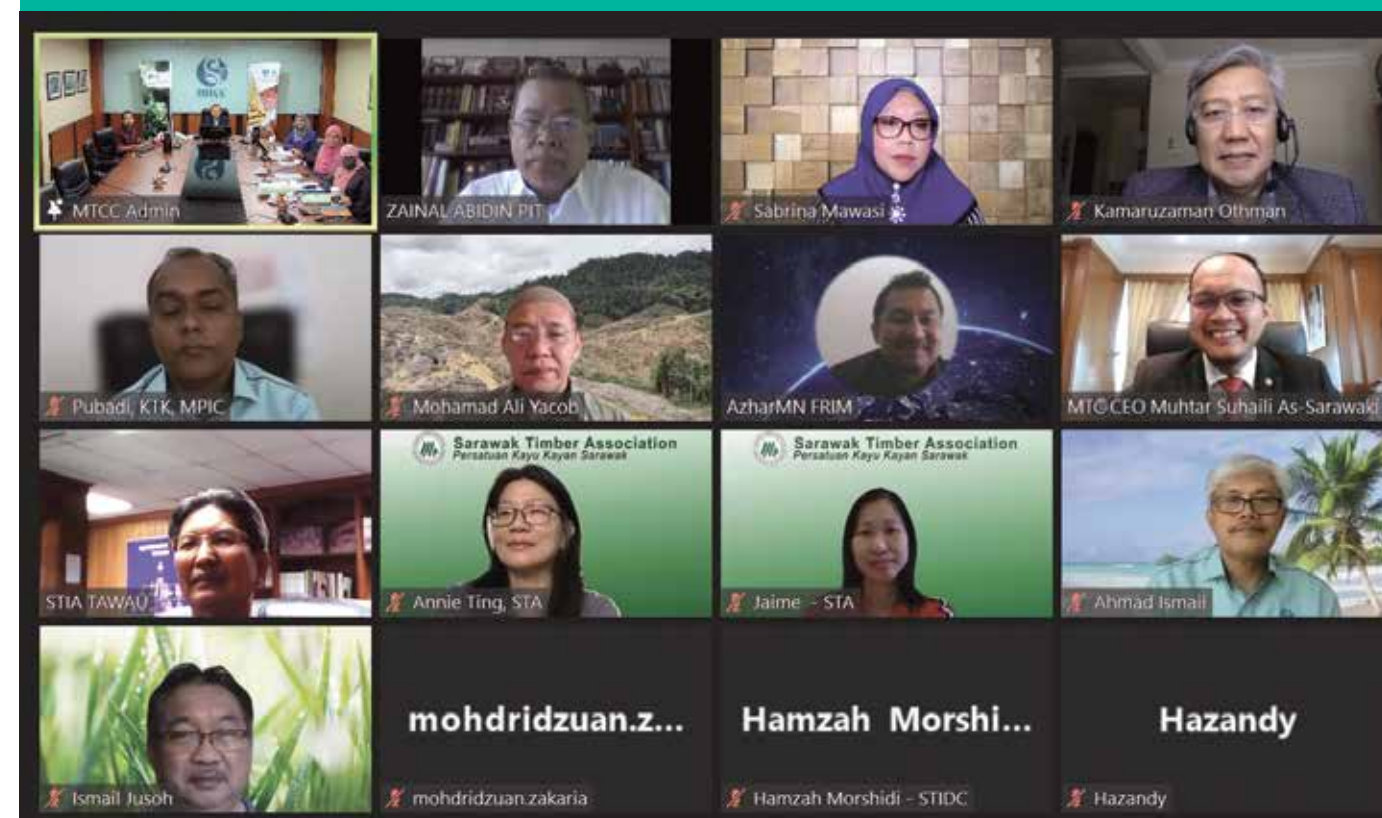 MTCC
MTCC Admin
ZAINAL ABIDIN PIT
Sabrina Mawasi
Kamaruzaman Othman
Pubadi, KTK, MPIC
Mohamad Ali Yacob
AzharMN FRIM
MTC CEO Muhtar Suhaili As-Sarawaki
STIA TAWAU
Sarawak Timber Association
Persatuan Kayu Kayan Sarawak
Annie Ting, STA
Sarawak Timber Association
Persatuan Kayu Kayan Sarawak
Jaime - STA
Ahmad Ismail
Ismail Jusoh
mohdridzuan.z...
mohdridzuan.zakaria
Hamzah Morshi...
Hamzah Morshidi - STIDC
Hazandy
Hazandy